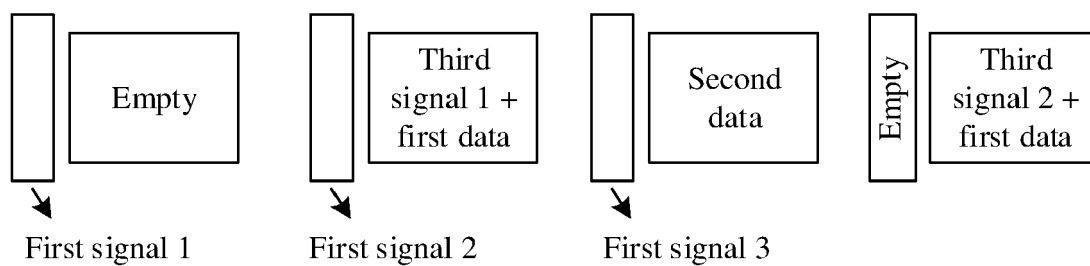 Empty
Third
signal 1 +
first data
Second
data
Empty
Third
signal 2 +
first data
First signal 1
First signal 2
First signal 3